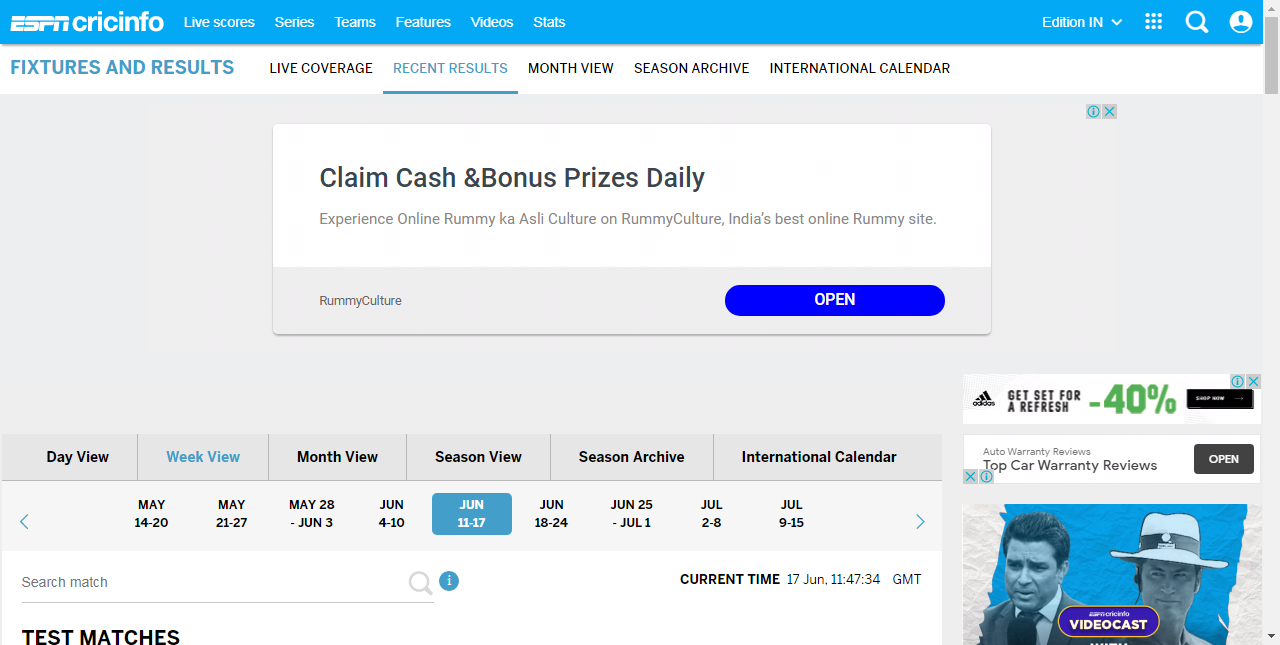 ESPN cricinfo Live scores Series Teams Features Videos Stats Edition IN
FIXTURES AND RESULTS LIVE COVERAGE RECENT RESULTS MONTH VIEW SEASON ARCHIVE INTERNATIONAL CALENDAR
Claim Cash &Bonus Prizes Daily
Experience Online Rummy ka Asli Culture on RummyCulture, India's best online Rummy site.
RummyCulture OPEN
adidas
GET SET FOR
A REFRESH
-40%
SHOP NOW
Day View Week View Month View Season View Season Archive International Calendar
Auto Warranty Reviews
Top Car Warranty Reviews
OPEN
MAY
14-20
MAY
21-27
MAY 28
- JUN 3
JUN
4-10
JUN
11-17
JUN
18-24
JUN 25
- JUL 1
JUL
2-8
JUL
9-15
Search match
CURRENT TIME 17 Jun, 11:47:34 GMT
TEST MATCHES
ESPN cricinfo
VIDEOCAST
WITH